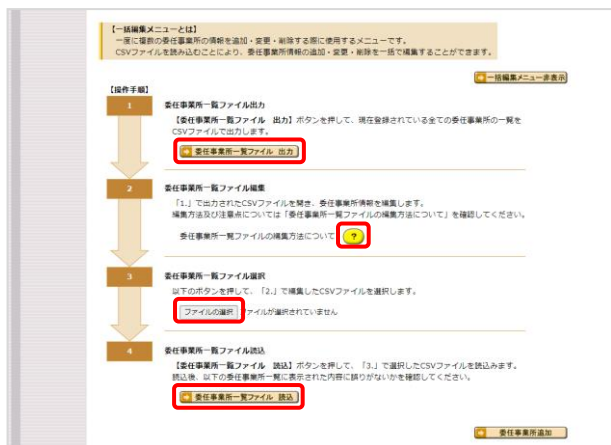 【一括編集メニューとは】
一度に複数の委任事業所の情報を追加・変更・削除する際に使用するメニューです。
CSVファイルを読み込むことにより、委任事業所情報の追加・変更・削除を一括で編集することができます。
一括編集メニュー非表示
【操作手順】
1
委任事業所一覧ファイル出力
【委任事業所一覧ファイル 出力】ボタンを押して、現在登録されている全ての委任事業所の一覧を
CSVファイルで出力します。
委任事業所一覧ファイル 出力
2
委任事業所一覧ファイル編集
「1.」で出力されたCSVファイルを開き、委任事業所情報を編集します。
編集方法及び注意点については「委任事業所一覧ファイルの編集方法について」を確認してください。
委任事業所一覧ファイルの編集方法について ?
3
委任事業所一覧ファイル選択
以下のボタンを押して、「2.」で編集したCSVファイルを選択します。
ファイルの選択 ファイルが選択されていません
4
委任事業所一覧ファイル読込
【委任事業所一覧ファイル 読込】ボタンを押して、「3.」で選択したCSVファイルを読込みます。
読込後、以下の委任事業所一覧に表示された内容に誤りがないかを確認してください。
委任事業所一覧ファイル 読込
委任事業所追加